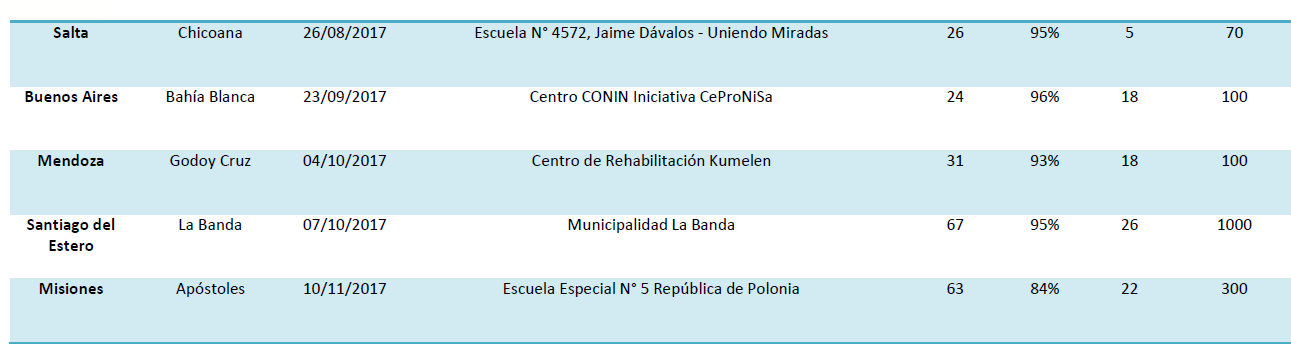 Salta Chicoana 26/08/2017 Escuela N° 4572, Jaime Dávalos - Uniendo Miradas 26 95% 5 70
Buenos Aires Bahía Blanca 23/09/2017 Centro CONIN Iniciativa CeProNiSa 24 96% 18 100
Mendoza Godoy Cruz 04/10/2017 Centro de Rehabilitación Kumelen 31 93% 18 100
Santiago del La Banda 07/10/2017 Municipalidad La Banda 67 95% 26 1000
Estero
Misiones Apóstoles 10/11/2017 Escuela Especial N° 5 República de Polonia 63 84% 22 300